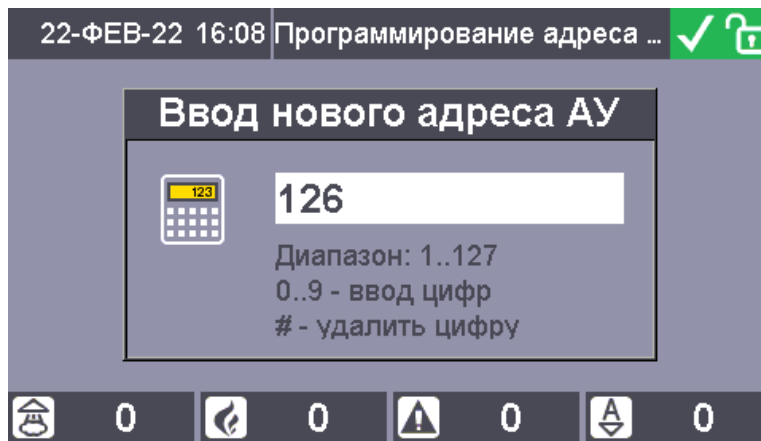 22-ФЕВ-22 16:08 Программирование адреса ...
Ввод нового адреса АУ
123
126
Диапазон: 1..127
0..9 - ввод цифр
# - удалить цифру
0 0 0 A 0